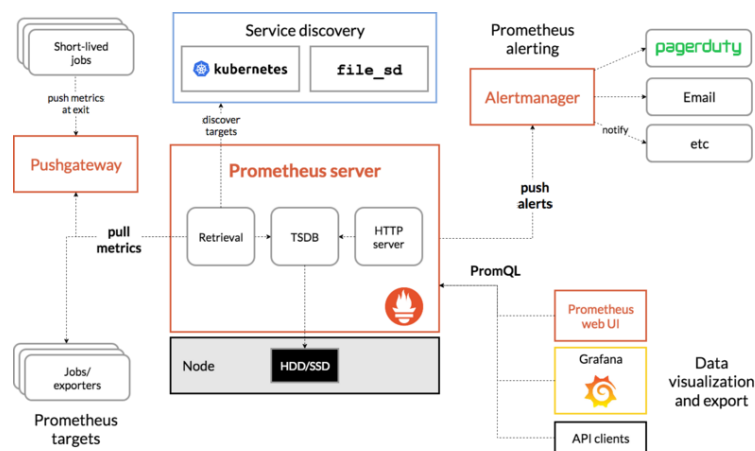 Short-lived
jobs
push metrics
at exit
Pushgateway
pull
metrics
Jobs/
exporters
Prometheus
targets
Service discovery
kubernetes
file_sd
discover
targets
Prometheus server
Retrieval
TSDB
HTTP
server
Node
HDD/SSD
Prometheus
alerting
Alertmanager
pagerduty
Email
notify
etc
push
alerts
PromQL
Prometheus
web UI
Grafana
API clients
Data
visualization
and export